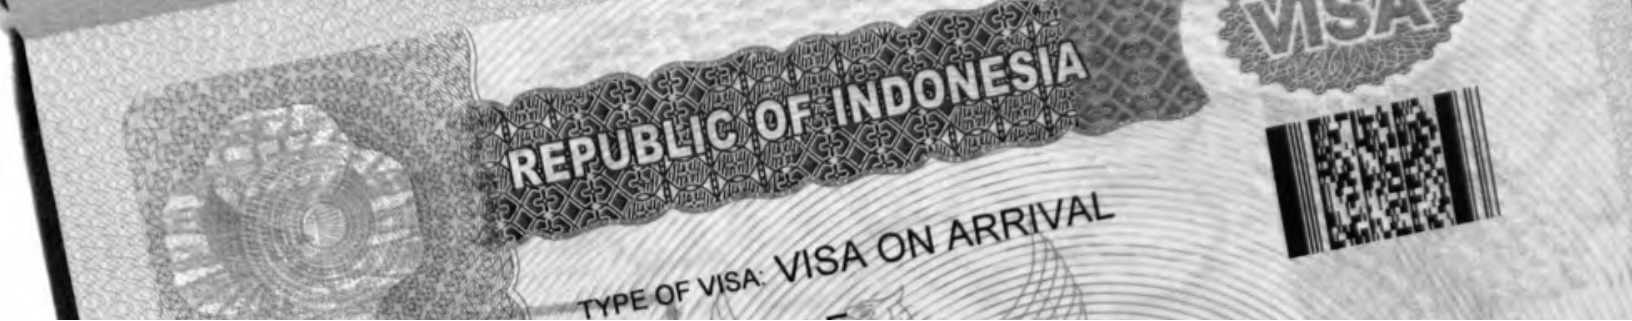 VISA
REPUBLIC OF INDONESIA
TYPE OF VISA: VISA ON ARRIVAL